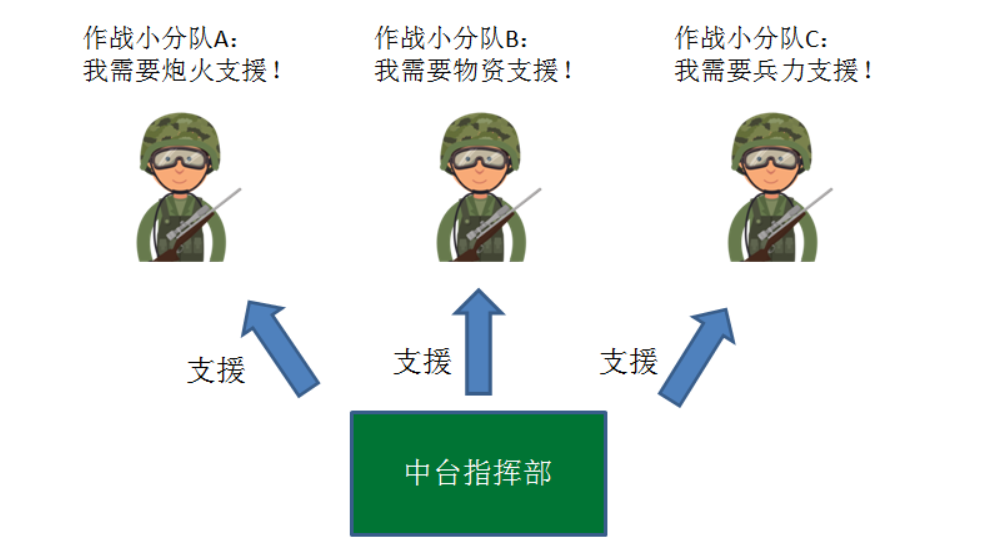 作战小分队A：
我需要炮火支援！
作战小分队B：
我需要物资支援！
作战小分队C：
我需要兵力支援！
支援
支援
支援
中台指挥部